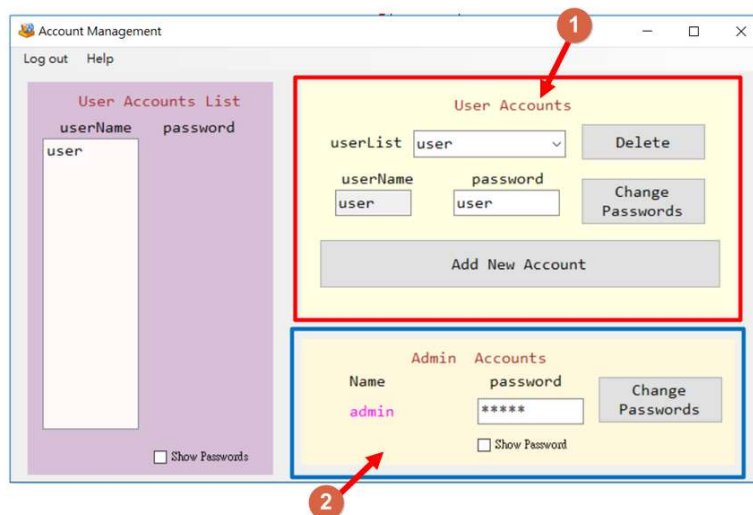 Account Management
Log out Help
User Accounts List
userName password
user
Show Passwords
1
User Accounts
userList user Delete
userName password
user user Change Passwords
Add New Account
Admin Accounts
Name password
admin ***** Change Passwords
Show Password
2